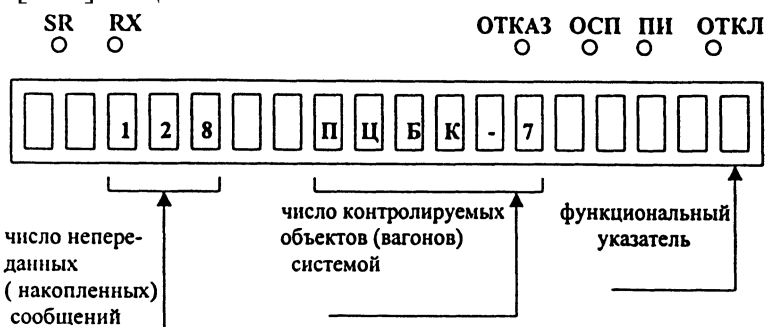 SR RX ОТКАЗ ОСП ПИ ОТКЛ
1 2 8 П Ц Б К - 7
число непере-
данных
( накопленных)
сообщений
число контролируемых
объектов (вагонов)
системой
функциональный
указатель